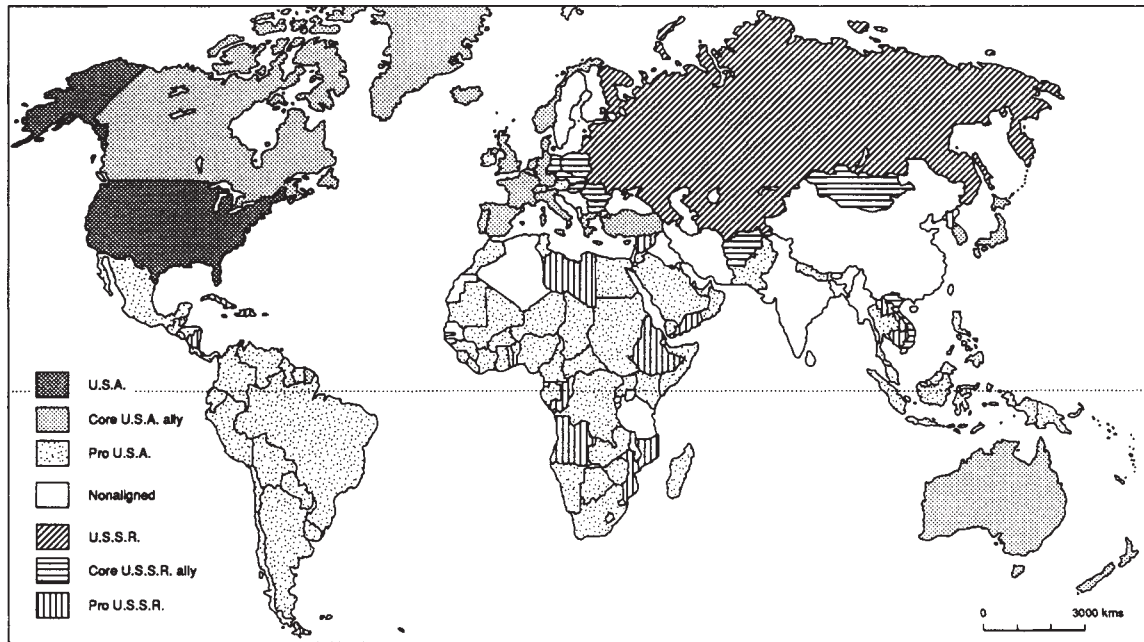 U.S.A.
Core U.S.A. ally
Pro U.S.A.
Nonaligned
U.S.S.R.
Core U.S.S.R. ally
Pro U.S.S.R.
0 3000 kms